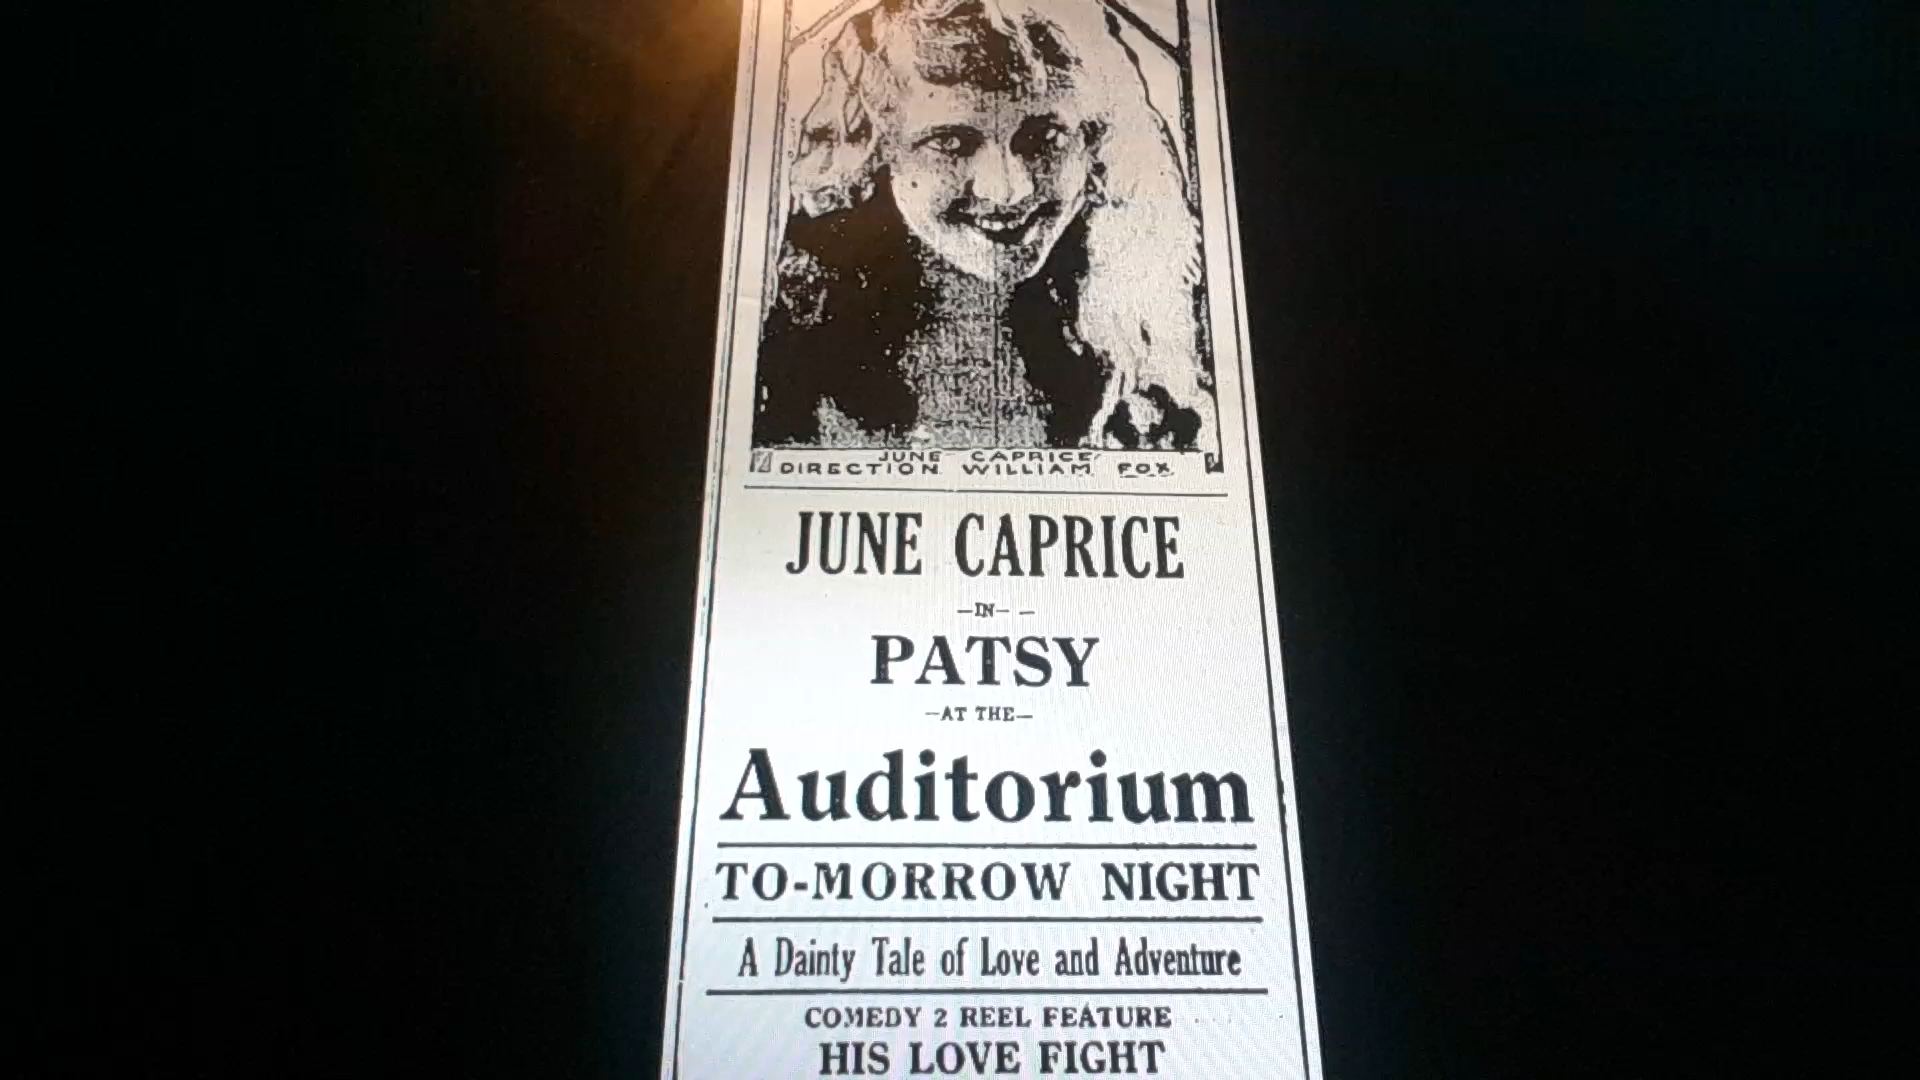 JUNE CAPRICE
DIRECTION WILLIAM FOX
JUNE CAPRICE
—IN— —
PATSY
—AT THE—
Auditorium
TO-MORROW NIGHT
A Dainty Tale of Love and Adventure
COMEDY 2 REEL FEATURE
HIS LOVE FIGHT